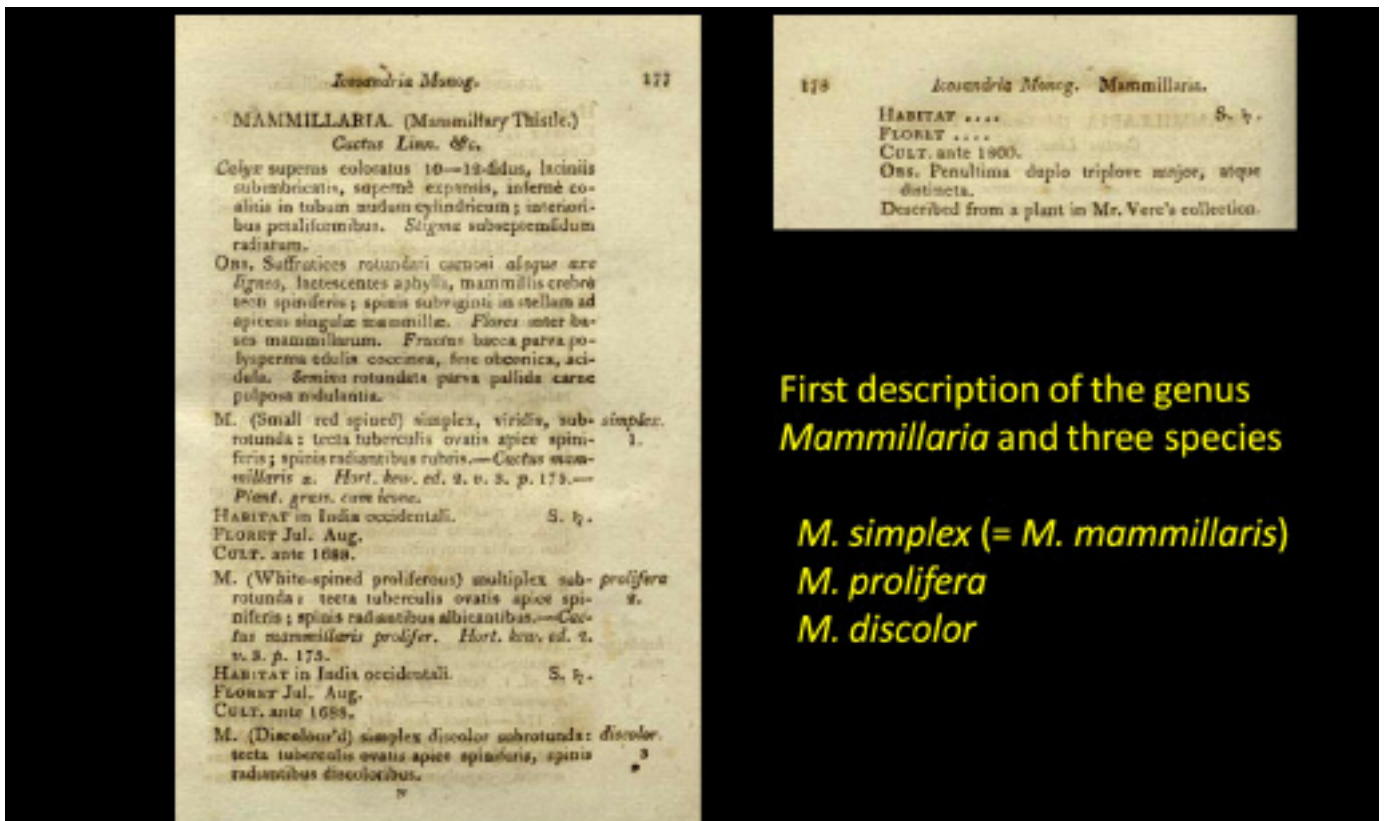 Icosandria Monog. 177
MAMMILLARIA. (Mammillary Thistle.)
Cactus Linn. &c.
Calyx superus coloratus 10—12-fidus, laciniis
subimbricatis, supernè expansis, infernè co-
alitis in tubum nudum cylindricum; interiori-
bus petaliformibus. Stigma subseptemfidum
radiatum.
OBS. Suffrutices rotundari carnosi absque axe
ligneo, lactescentes aphylli, mammillis crebrè
tecti spiniferis; spinis subviginti in stellam ad
apicem singulæ mammillæ. Flores inter ba-
ses mammillarum. Fructus bacca parva po-
lysperma edulis coccinea, fere obconica, aci-
dula. Semina rotundata parva pallida carne
pulposa nidulantia.
M. (Small red spined) simplex, viridis, sub- simplex.
rotunda: tecta tuberculis ovatis apice spini- 1.
feris; spinis radiantibus rubris.—Cactus mam-
millaris α. Hort. kew. ed. 2. v. 3. p. 175.—
Plant. grass. cum icone.
HABITAT in India occidentali. S. ♄.
FLORET Jul. Aug.
CULT. ante 1688.
M. (White-spined proliferous) multiplex sub- prolifera
rotunda: tecta tuberculis ovatis apice spi- 2.
niferis; spinis radiantibus albicantibus.—Cac-
tus mammillaris prolifer. Hort. kew. ed. 2.
v. 3. p. 175.
HABITAT in India occidentali. S. ♄.
FLORET Jul. Aug.
CULT. ante 1688.
M. (Discolour'd) simplex discolor subrotunda: discolor.
tecta tuberculis ovatis apice spiniferis, spinis 3
radiantibus discoloribus.
N
178 Icosandria Monog. Mammillaria.
HABITAT .... S. ♄.
FLORET ....
CULT. ante 1800.
OBS. Penultima duplo triplove major, atque
distincta.
Described from a plant in Mr. Vere's collection.
First description of the genus
Mammillaria and three species
M. simplex (= M. mammillaris)
M. prolifera
M. discolor